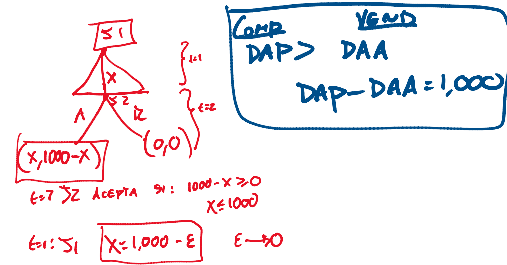 J1
X
t=1
J2
A
R
t=2
(X, 1000-X)
(0,0)
t=2 J2 ACEPTA SI: 1000-X ≥ 0
X ≤ 1000
t=1: J1 X = 1,000 - ε ε → 0
COMP VEND
DAP > DAA
DAP - DAA = 1,000